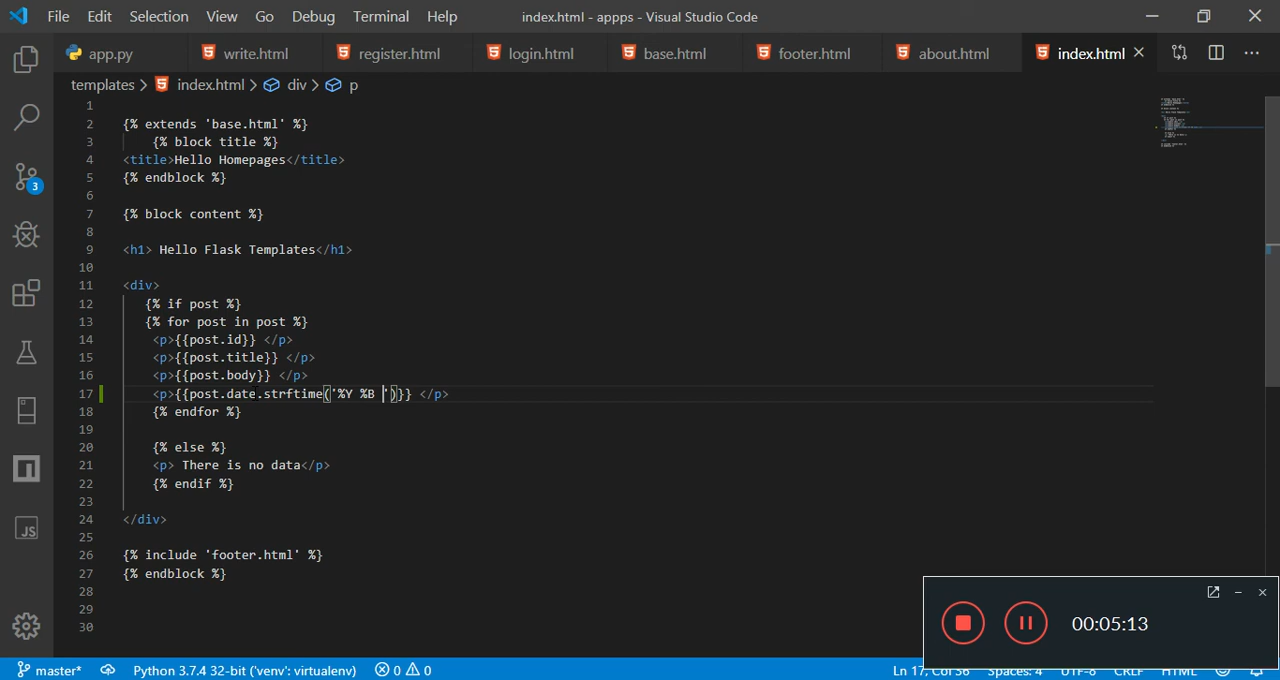 File Edit Selection View Go Debug Terminal Help index.html - appps - Visual Studio Code
app.py write.html register.html login.html base.html footer.html about.html index.html
templates > index.html > div > p
1
2 {% extends 'base.html' %}
3 {% block title %}
4 <title>Hello Homepages</title>
5 {% endblock %}
6
7 {% block content %}
8
9 <h1> Hello Flask Templates</h1>
10
11 <div>
12 {% if post %}
13 {% for post in post %}
14 <p>{{post.id}} </p>
15 <p>{{post.title}} </p>
16 <p>{{post.body}} </p>
17 <p>{{post.date.strftime('%Y %B ')}} </p>
18 {% endfor %}
19
20 {% else %}
21 <p> There is no data</p>
22 {% endif %}
23
24 </div>
25
26 {% include 'footer.html' %}
27 {% endblock %}
28
29
30
3
JS
00:05:13
master* Python 3.7.4 32-bit ('venv': virtualenv) 0 0 Ln 17, Col 36 Spaces: 4 UTF-8 CRLF HTML